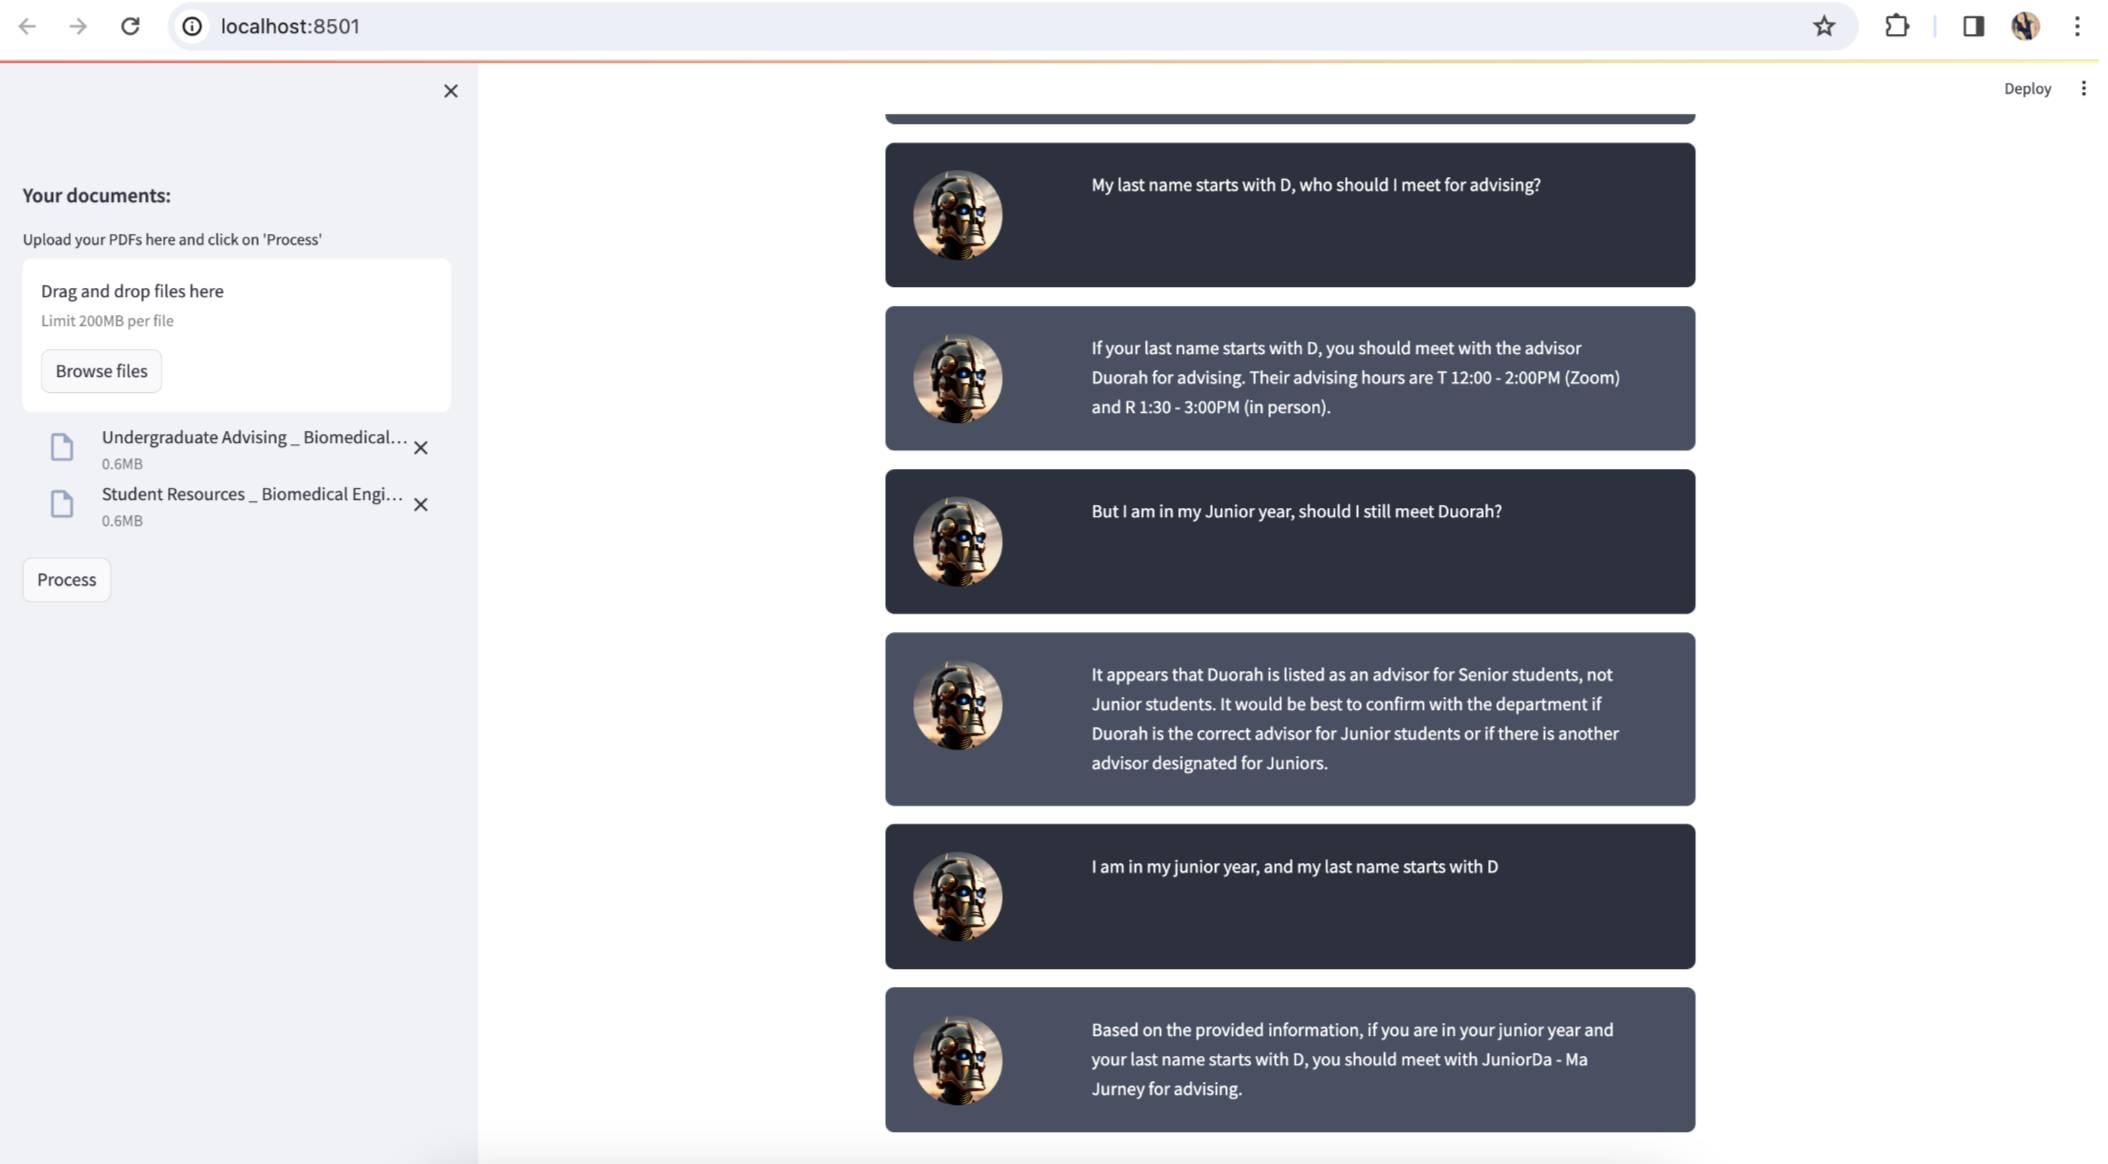 localhost:8501
Deploy
Your documents:
Upload your PDFs here and click on 'Process'
Drag and drop files here
Limit 200MB per file
Browse files
Undergraduate Advising _ Biomedical...
0.6MB
Student Resources _ Biomedical Engi...
0.6MB
Process
My last name starts with D, who should I meet for advising?
If your last name starts with D, you should meet with the advisor
Duorah for advising. Their advising hours are T 12:00 - 2:00PM (Zoom)
and R 1:30 - 3:00PM (in person).
But I am in my Junior year, should I still meet Duorah?
It appears that Duorah is listed as an advisor for Senior students, not
Junior students. It would be best to confirm with the department if
Duorah is the correct advisor for Junior students or if there is another
advisor designated for Juniors.
I am in my junior year, and my last name starts with D
Based on the provided information, if you are in your junior year and
your last name starts with D, you should meet with JuniorDa - Ma
Jurney for advising.